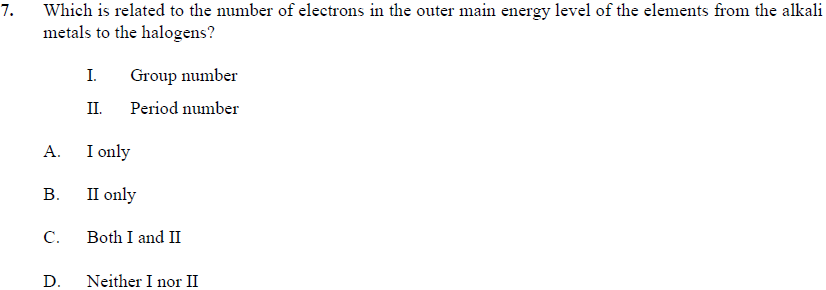 7. Which is related to the number of electrons in the outer main energy level of the elements from the alkali
metals to the halogens?
I. Group number
II. Period number
A. I only
B. II only
C. Both I and II
D. Neither I nor II